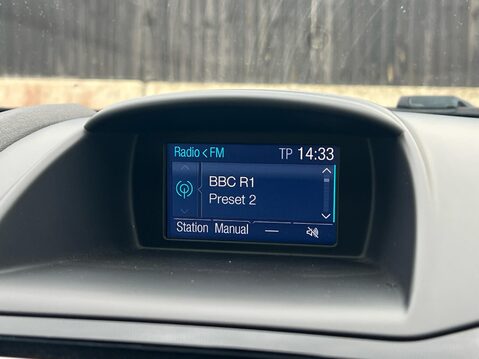 Radio < FM TP 14:33
BBC R1
Preset 2
Station Manual —